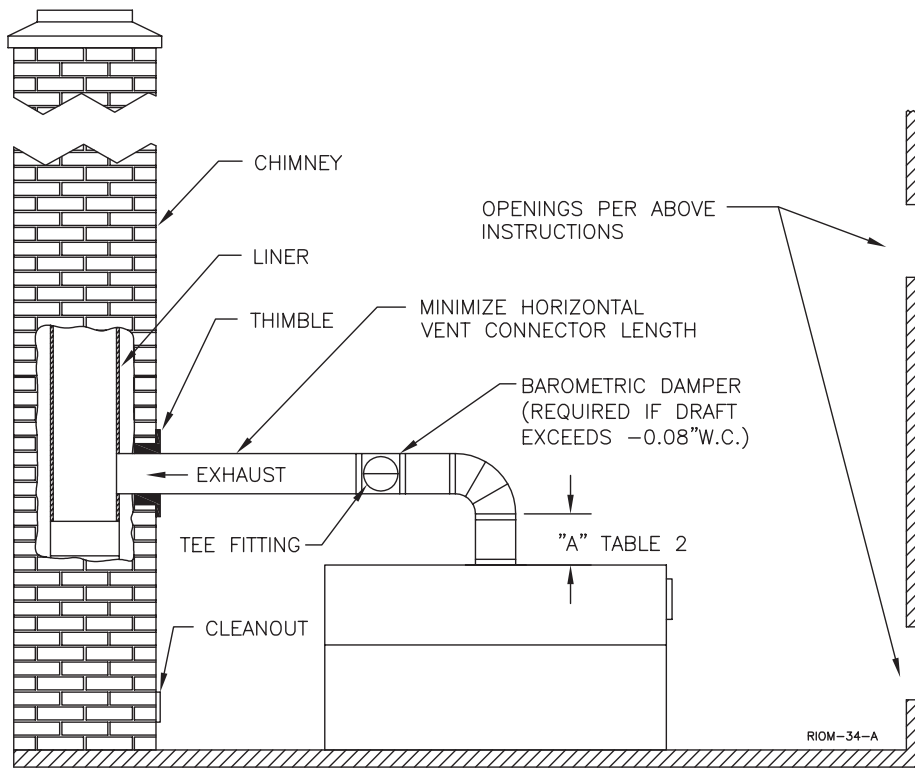 CHIMNEY
OPENINGS PER ABOVE
INSTRUCTIONS
LINER
THIMBLE
MINIMIZE HORIZONTAL
VENT CONNECTOR LENGTH
BAROMETRIC DAMPER
(REQUIRED IF DRAFT
EXCEEDS -0.08"W.C.)
EXHAUST
TEE FITTING
"A" TABLE 2
CLEANOUT
RIOM-34-A